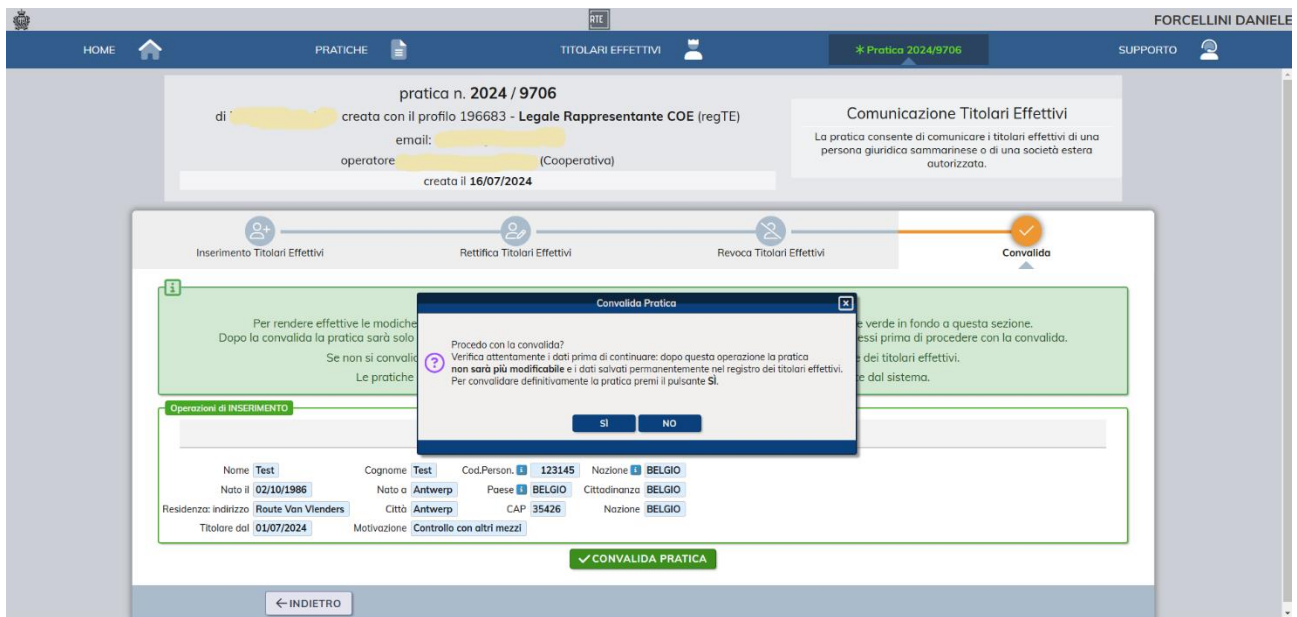 RTE
FORCELLINI DANIELE
HOME
PRATICHE
TITOLARI EFFETTIVI
* Pratica 2024/9706
SUPPORTO
pratica n. 2024 / 9706
di creata con il profilo 196683 - Legale Rappresentante COE (regTE)
email:
operatore (Cooperativa)
creata il 16/07/2024
Comunicazione Titolari Effettivi
La pratica consente di comunicare i titolari effettivi di una
persona giuridica sammarinese o di una società estera
autorizzata.
Inserimento Titolari Effettivi
Rettifica Titolari Effettivi
Revoca Titolari Effettivi
Convalida
Per rendere effettive le modiche verde in fondo a questa sezione.
Dopo la convalida la pratica sarà solo essi prima di procedere con la convalida.
Se non si convalid dei titolari effettivi.
Le pratiche te dal sistema.
Convalida Pratica
Procedo con la convalida?
Verifica attentamente i dati prima di continuare: dopo questa operazione la pratica
non sarà più modificabile e i dati salvati permanentemente nel registro dei titolari effettivi.
Per convalidare definitivamente la pratica premi il pulsante SÌ.
SÌ
NO
Operazioni di INSERIMENTO
Nome Test Cognome Test Cod.Person. 123145 Nazione BELGIO
Nato il 02/10/1986 Nato a Antwerp Paese BELGIO Cittadinanza BELGIO
Residenza: indirizzo Route Van Vlenders Città Antwerp CAP 35426 Nazione BELGIO
Titolare dal 01/07/2024 Motivazione Controllo con altri mezzi
CONVALIDA PRATICA
INDIETRO